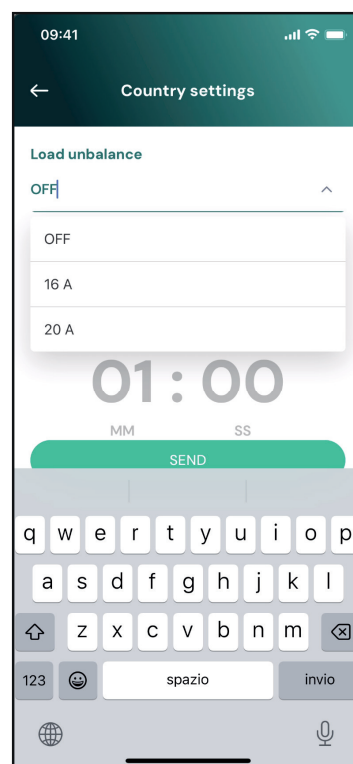 09:41
Country settings
Load unbalance
OFF
OFF
16 A
20 A
01 : 00
MM SS
SEND
q w e r t y u i o p
a s d f g h j k l
z x c v b n m
123 spazio invio